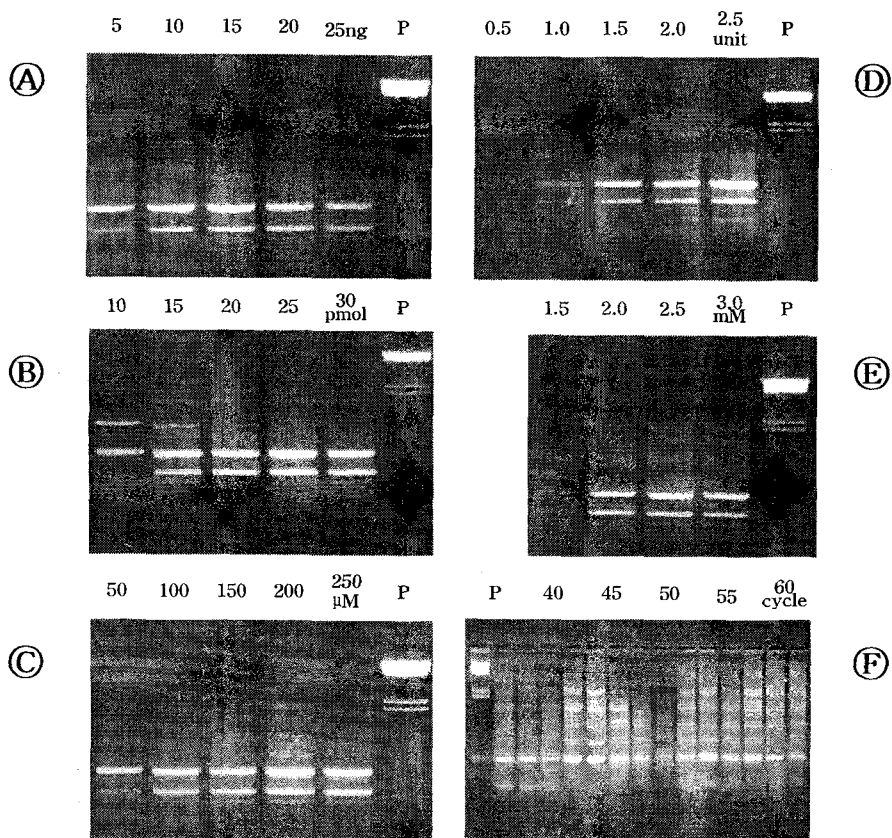 5 10 15 20 25ng P
Ⓐ
10 15 20 25 30 pmol P
Ⓑ
50 100 150 200 250 μM P
Ⓒ
0.5 1.0 1.5 2.0 2.5 unit P
Ⓓ
1.5 2.0 2.5 3.0 mM P
Ⓔ
P 40 45 50 55 60 cycle
Ⓕ